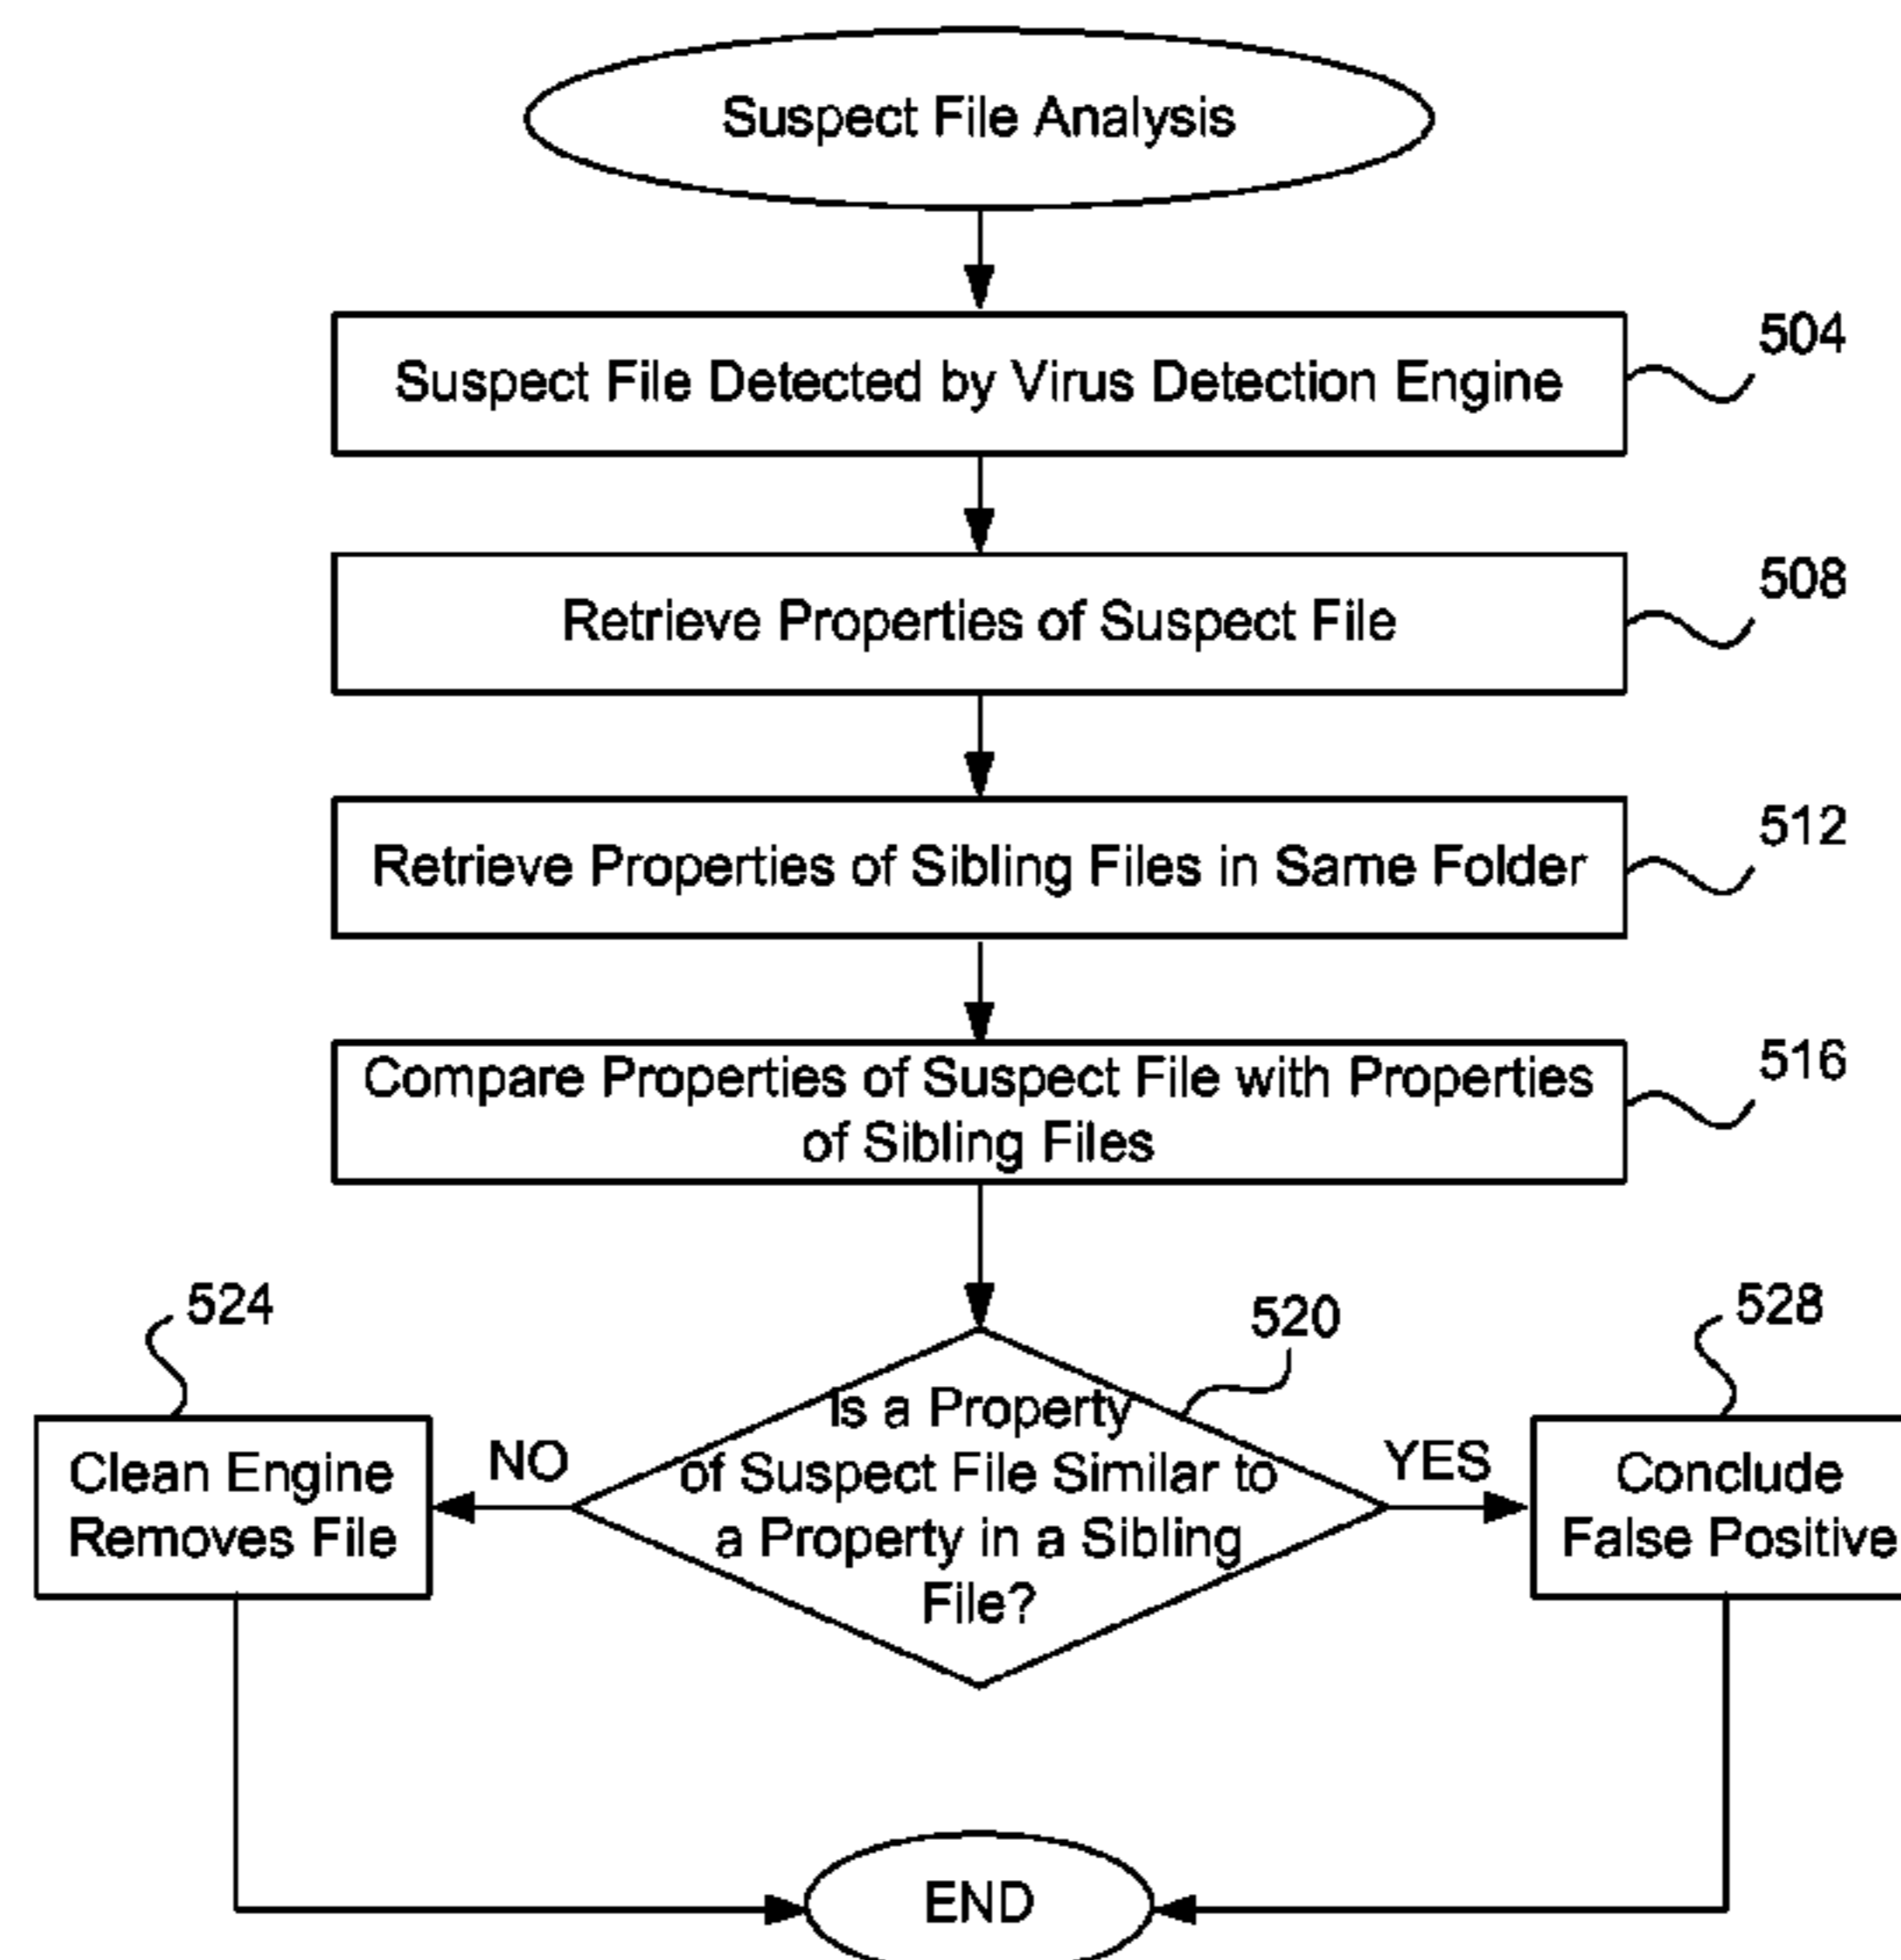 Suspect File Analysis
504
Suspect File Detected by Virus Detection Engine
508
Retrieve Properties of Suspect File
512
Retrieve Properties of Sibling Files in Same Folder
516
Compare Properties of Suspect File with Properties
of Sibling Files
524
520
528
Is a Property
of Suspect File Similar to
a Property in a Sibling
File?
NO
YES
Clean Engine
Removes File
Conclude
False Positive
END